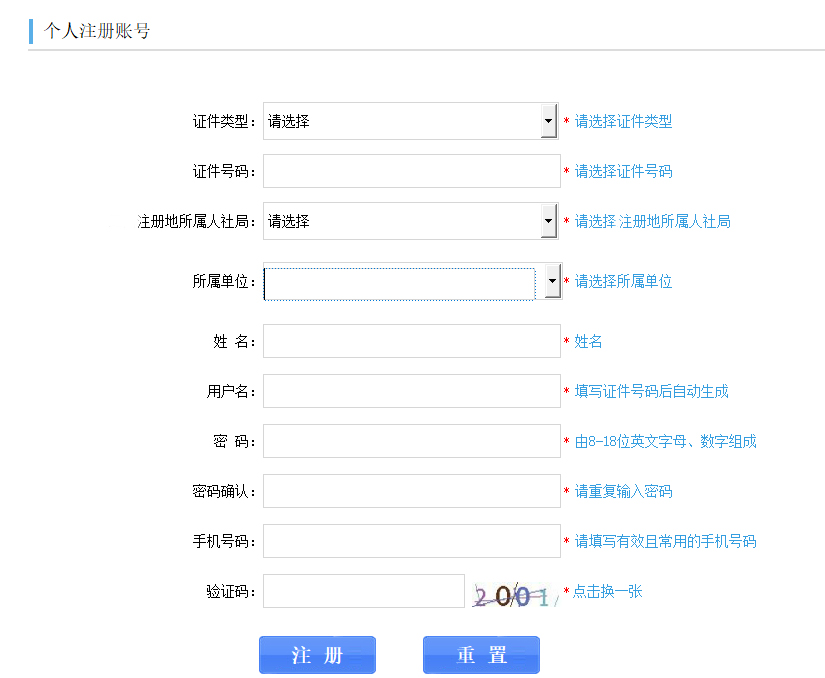 个人注册账号
证件类型： 请选择 * 请选择证件类型
证件号码： * 请选择证件号码
注册地所属人社局： 请选择 * 请选择 注册地所属人社局
所属单位： * 请选择所属单位
姓 名： * 姓名
用户名： * 填写证件号码后自动生成
密 码： * 由8-18位英文字母、数字组成
密码确认： * 请重复输入密码
手机号码： * 请填写有效且常用的手机号码
验证码： 2001 * 点击换一张
注 册 重 置